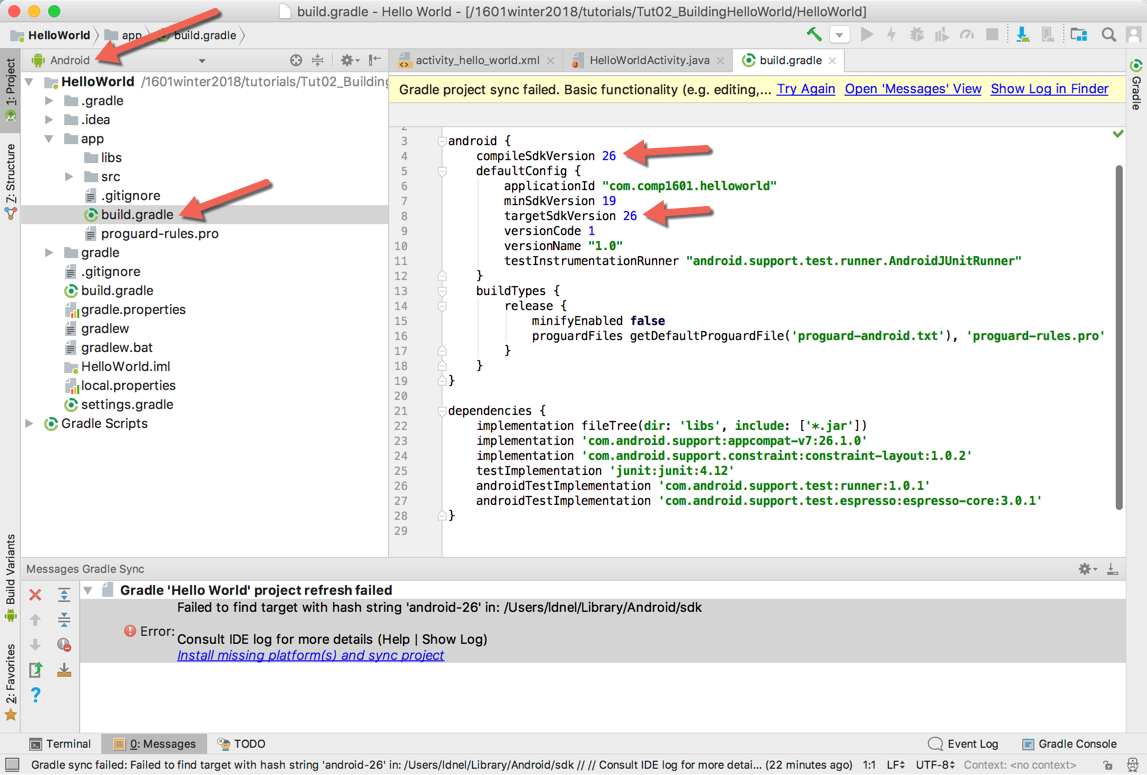 build.gradle - Hello World - [/1601winter2018/tutorials/Tut02_BuildingHelloWorld/HelloWorld]
HelloWorld app build.gradle
1: Project
Z: Structure
Build Variants
2: Favorites
Android
HelloWorld /1601winter2018/tutorials/Tut02_Building
.gradle
.idea
app
libs
src
.gitignore
build.gradle
proguard-rules.pro
gradle
.gitignore
build.gradle
gradle.properties
gradlew
gradlew.bat
HelloWorld.iml
local.properties
settings.gradle
Gradle Scripts
activity_hello_world.xml HelloWorldActivity.java build.gradle
Gradle project sync failed. Basic functionality (e.g. editing,... Try Again Open 'Messages' View Show Log in Finder
Gradle
2
3 android {
4 compileSdkVersion 26
5 defaultConfig {
6 applicationId "com.comp1601.helloworld"
7 minSdkVersion 19
8 targetSdkVersion 26
9 versionCode 1
10 versionName "1.0"
11 testInstrumentationRunner "android.support.test.runner.AndroidJUnitRunner"
12 }
13 buildTypes {
14 release {
15 minifyEnabled false
16 proguardFiles getDefaultProguardFile('proguard-android.txt'), 'proguard-rules.pro'
17 }
18 }
19 }
20
21 dependencies {
22 implementation fileTree(dir: 'libs', include: ['*.jar'])
23 implementation 'com.android.support:appcompat-v7:26.1.0'
24 implementation 'com.android.support.constraint:constraint-layout:1.0.2'
25 testImplementation 'junit:junit:4.12'
26 androidTestImplementation 'com.android.support.test:runner:1.0.1'
27 androidTestImplementation 'com.android.support.test.espresso:espresso-core:3.0.1'
28 }
29
Messages Gradle Sync
Gradle 'Hello World' project refresh failed
Failed to find target with hash string 'android-26' in: /Users/ldnel/Library/Android/sdk
Error:
Consult IDE log for more details (Help | Show Log)
Install missing platform(s) and sync project
Terminal 0: Messages TODO Event Log Gradle Console
Gradle sync failed: Failed to find target with hash string 'android-26' in: /Users/ldnel/Library/Android/sdk // // Consult IDE log for more detai... (22 minutes ago) 1:1 LF UTF-8 Context: <no context>